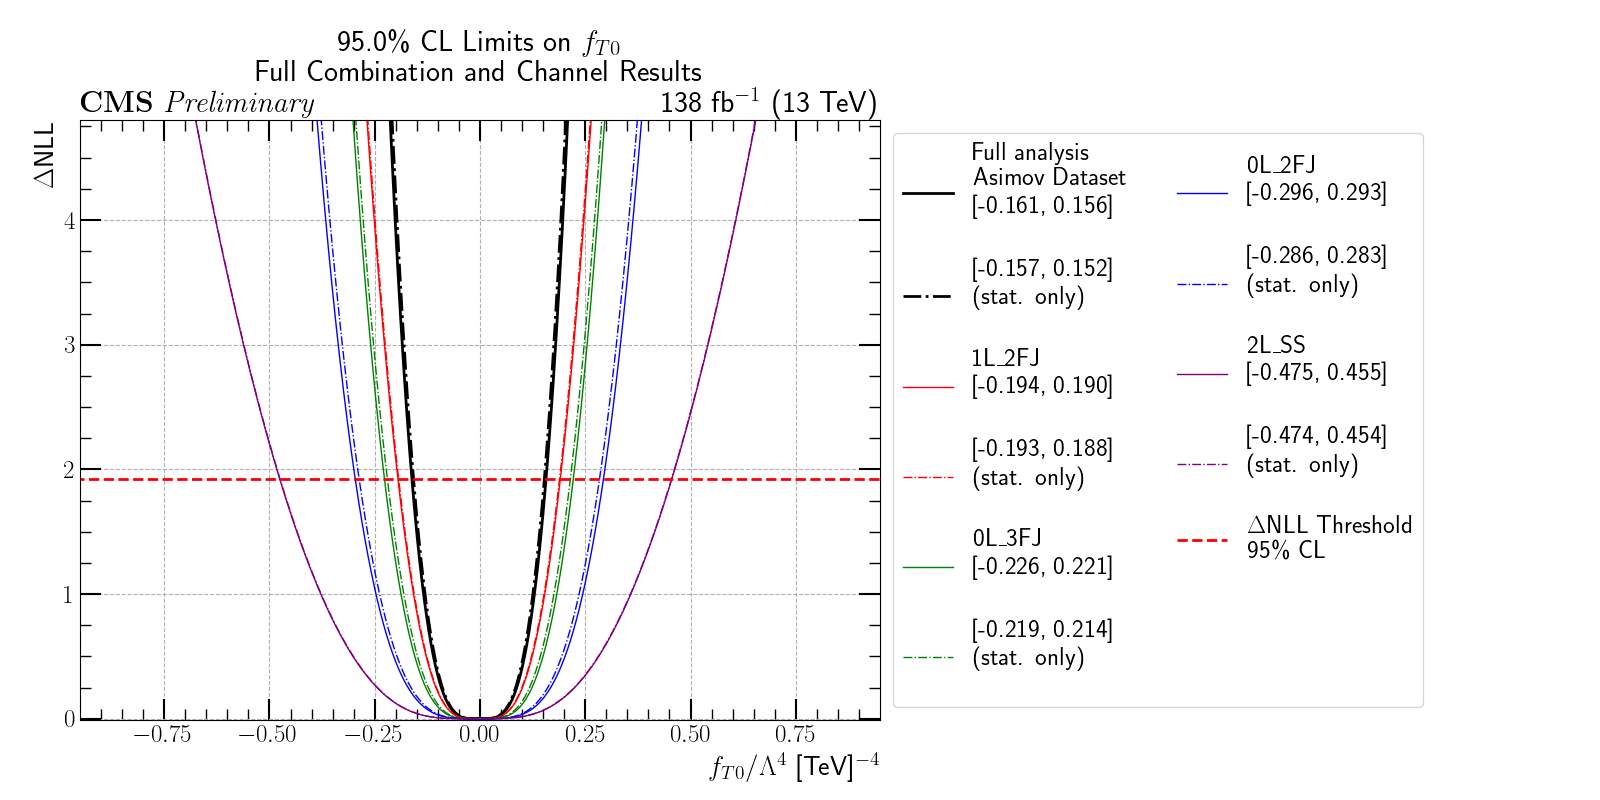 95.0% CL Limits on f_{T0}
Full Combination and Channel Results
CMS Preliminary 138 fb⁻¹ (13 TeV)
ΔNLL
4
3
2
1
0
−0.75 −0.50 −0.25 0.00 0.25 0.50 0.75
f_{T0}/Λ⁴ [TeV]⁻⁴
Full analysis
Asimov Dataset
[-0.161, 0.156]
[-0.157, 0.152]
(stat. only)
1L_2FJ
[-0.194, 0.190]
[-0.193, 0.188]
(stat. only)
0L_3FJ
[-0.226, 0.221]
[-0.219, 0.214]
(stat. only)
0L_2FJ
[-0.296, 0.293]
[-0.286, 0.283]
(stat. only)
2L_SS
[-0.475, 0.455]
[-0.474, 0.454]
(stat. only)
ΔNLL Threshold
95% CL